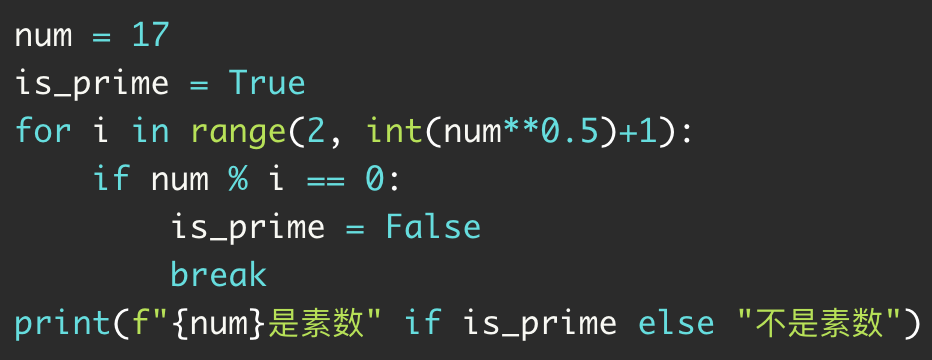 num = 17
is_prime = True
for i in range(2, int(num**0.5)+1):
    if num % i == 0:
        is_prime = False
        break
print(f"{num}是素数" if is_prime else "不是素数")